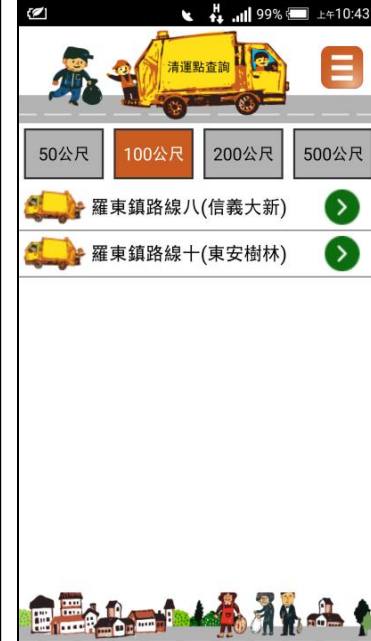 H 99% 上午10:43
清運點查詢
50公尺 100公尺 200公尺 500公尺
羅東鎮路線八(信義大新)
羅東鎮路線十(東安樹林)